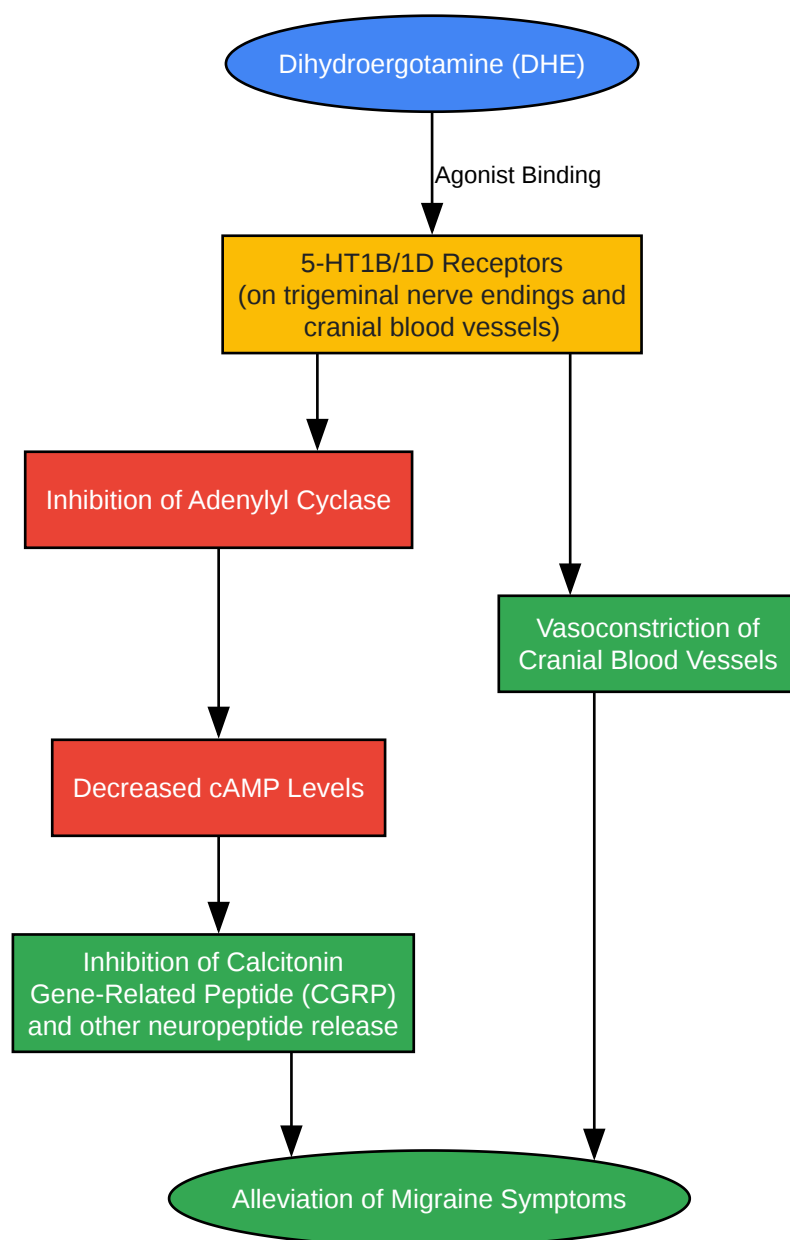 Dihydroergotamine (DHE)
Agonist Binding
5-HT1B/1D Receptors
(on trigeminal nerve endings and
cranial blood vessels)
Inhibition of Adenylyl Cyclase
Vasoconstriction of
Cranial Blood Vessels
Decreased cAMP Levels
Inhibition of Calcitonin
Gene-Related Peptide (CGRP)
and other neuropeptide release
Alleviation of Migraine Symptoms